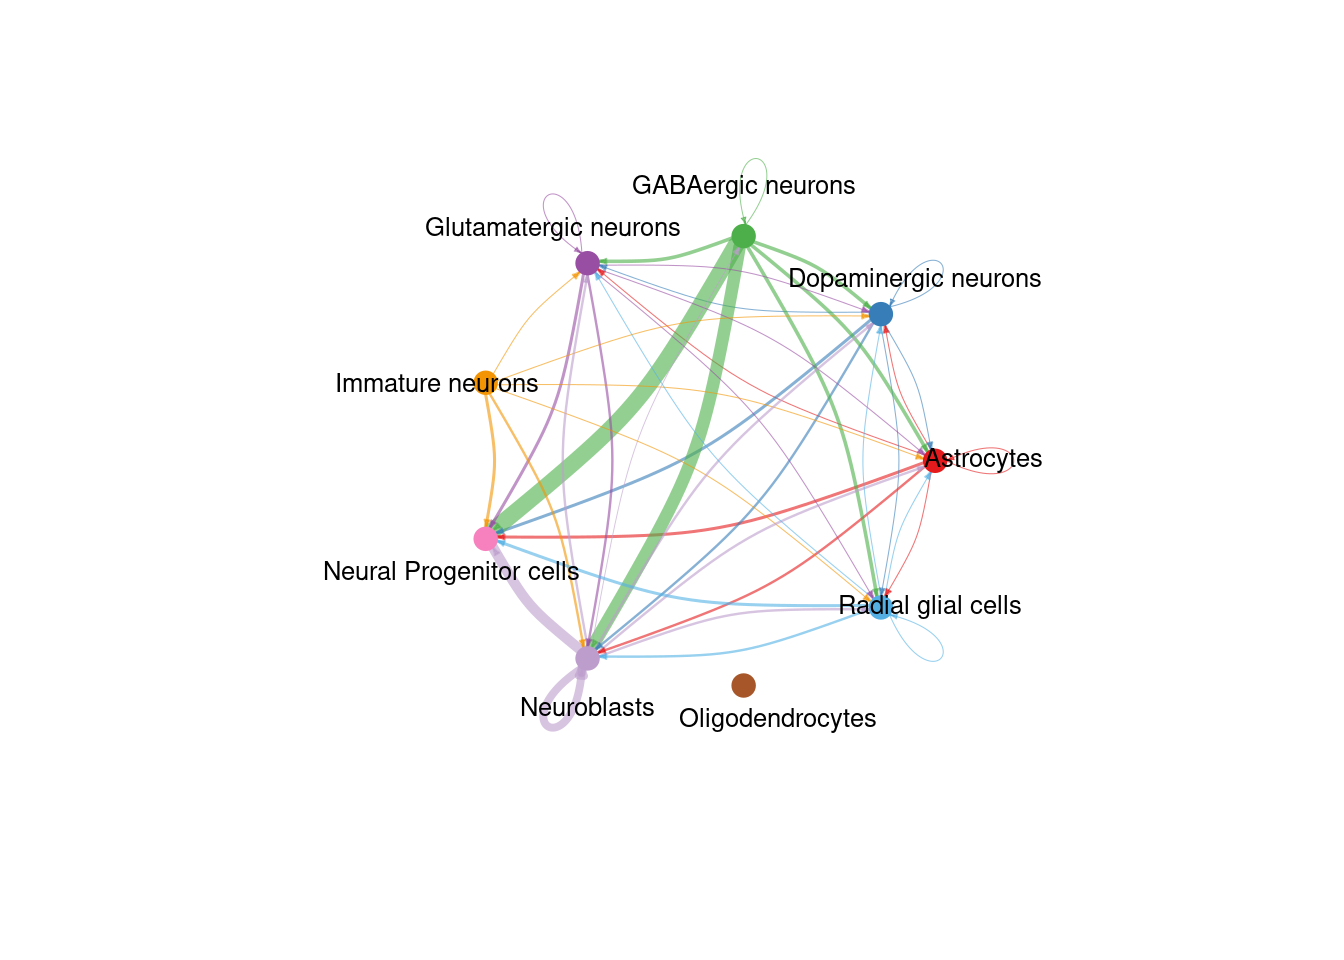 GABAergic neurons
Glutamatergic neurons
Dopaminergic neurons
Immature neurons
Astrocytes
Neural Progenitor cells
Radial glial cells
Neuroblasts
Oligodendrocytes